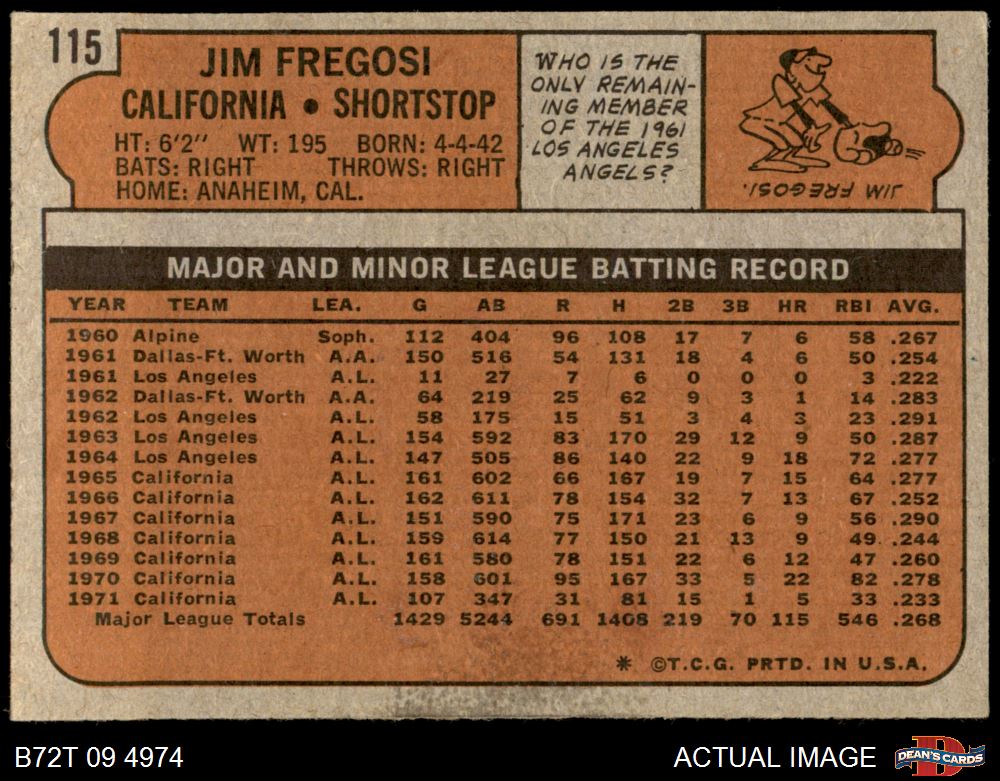 115
JIM FREGOSI
CALIFORNIA • SHORTSTOP
HT: 6'2" WT: 195 BORN: 4-4-42
BATS: RIGHT THROWS: RIGHT
HOME: ANAHEIM, CAL.
WHO IS THE
ONLY REMAIN-
ING MEMBER
OF THE 1961
LOS ANGELES
ANGELS?
JIM FREGOSI.
MAJOR AND MINOR LEAGUE BATTING RECORD
YEAR TEAM LEA. G AB R H 2B 3B HR RBI AVG.
1960 Alpine Soph. 112 404 96 108 17 7 6 58 .267
1961 Dallas-Ft. Worth A.A. 150 516 54 131 18 4 6 50 .254
1961 Los Angeles A.L. 11 27 7 6 0 0 0 3 .222
1962 Dallas-Ft. Worth A.A. 64 219 25 62 9 3 1 14 .283
1962 Los Angeles A.L. 58 175 15 51 3 4 3 23 .291
1963 Los Angeles A.L. 154 592 83 170 29 12 9 50 .287
1964 Los Angeles A.L. 147 505 86 140 22 9 18 72 .277
1965 California A.L. 161 602 66 167 19 7 15 64 .277
1966 California A.L. 162 611 78 154 32 7 13 67 .252
1967 California A.L. 151 590 75 171 23 6 9 56 .290
1968 California A.L. 159 614 77 150 21 13 9 49 .244
1969 California A.L. 161 580 78 151 22 6 12 47 .260
1970 California A.L. 158 601 95 167 33 5 22 82 .278
1971 California A.L. 107 347 31 81 15 1 5 33 .233
Major League Totals 1429 5244 691 1408 219 70 115 546 .268
* ©T.C.G. PRTD. IN U.S.A.
B72T 09 4974
ACTUAL IMAGE
D
DEAN'S CARDS